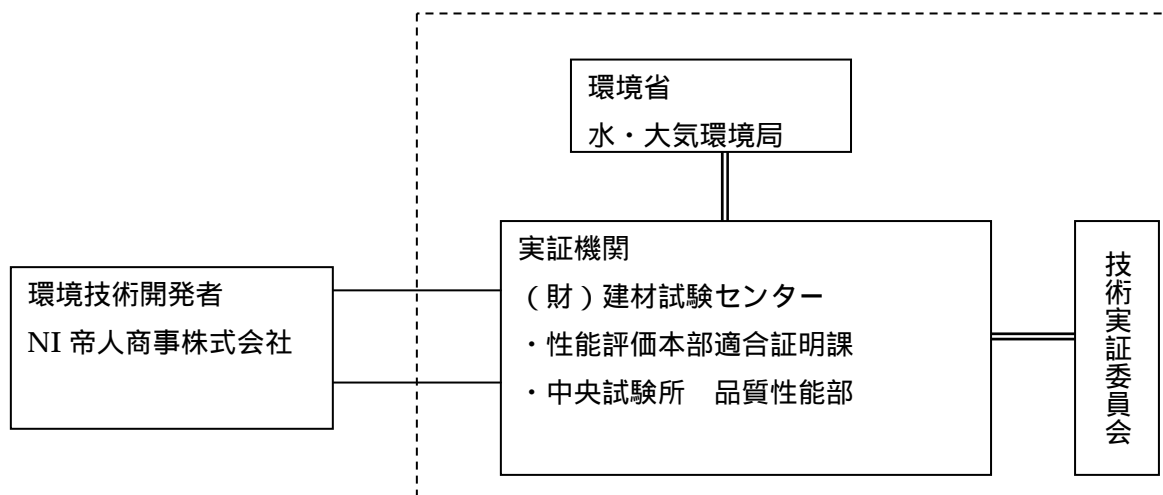 環境省
水・大気環境局
実証機関
（財）建材試験センター
・性能評価本部適合証明課
・中央試験所　品質性能部
環境技術開発者
NI 帝人商事株式会社
技術実証委員会